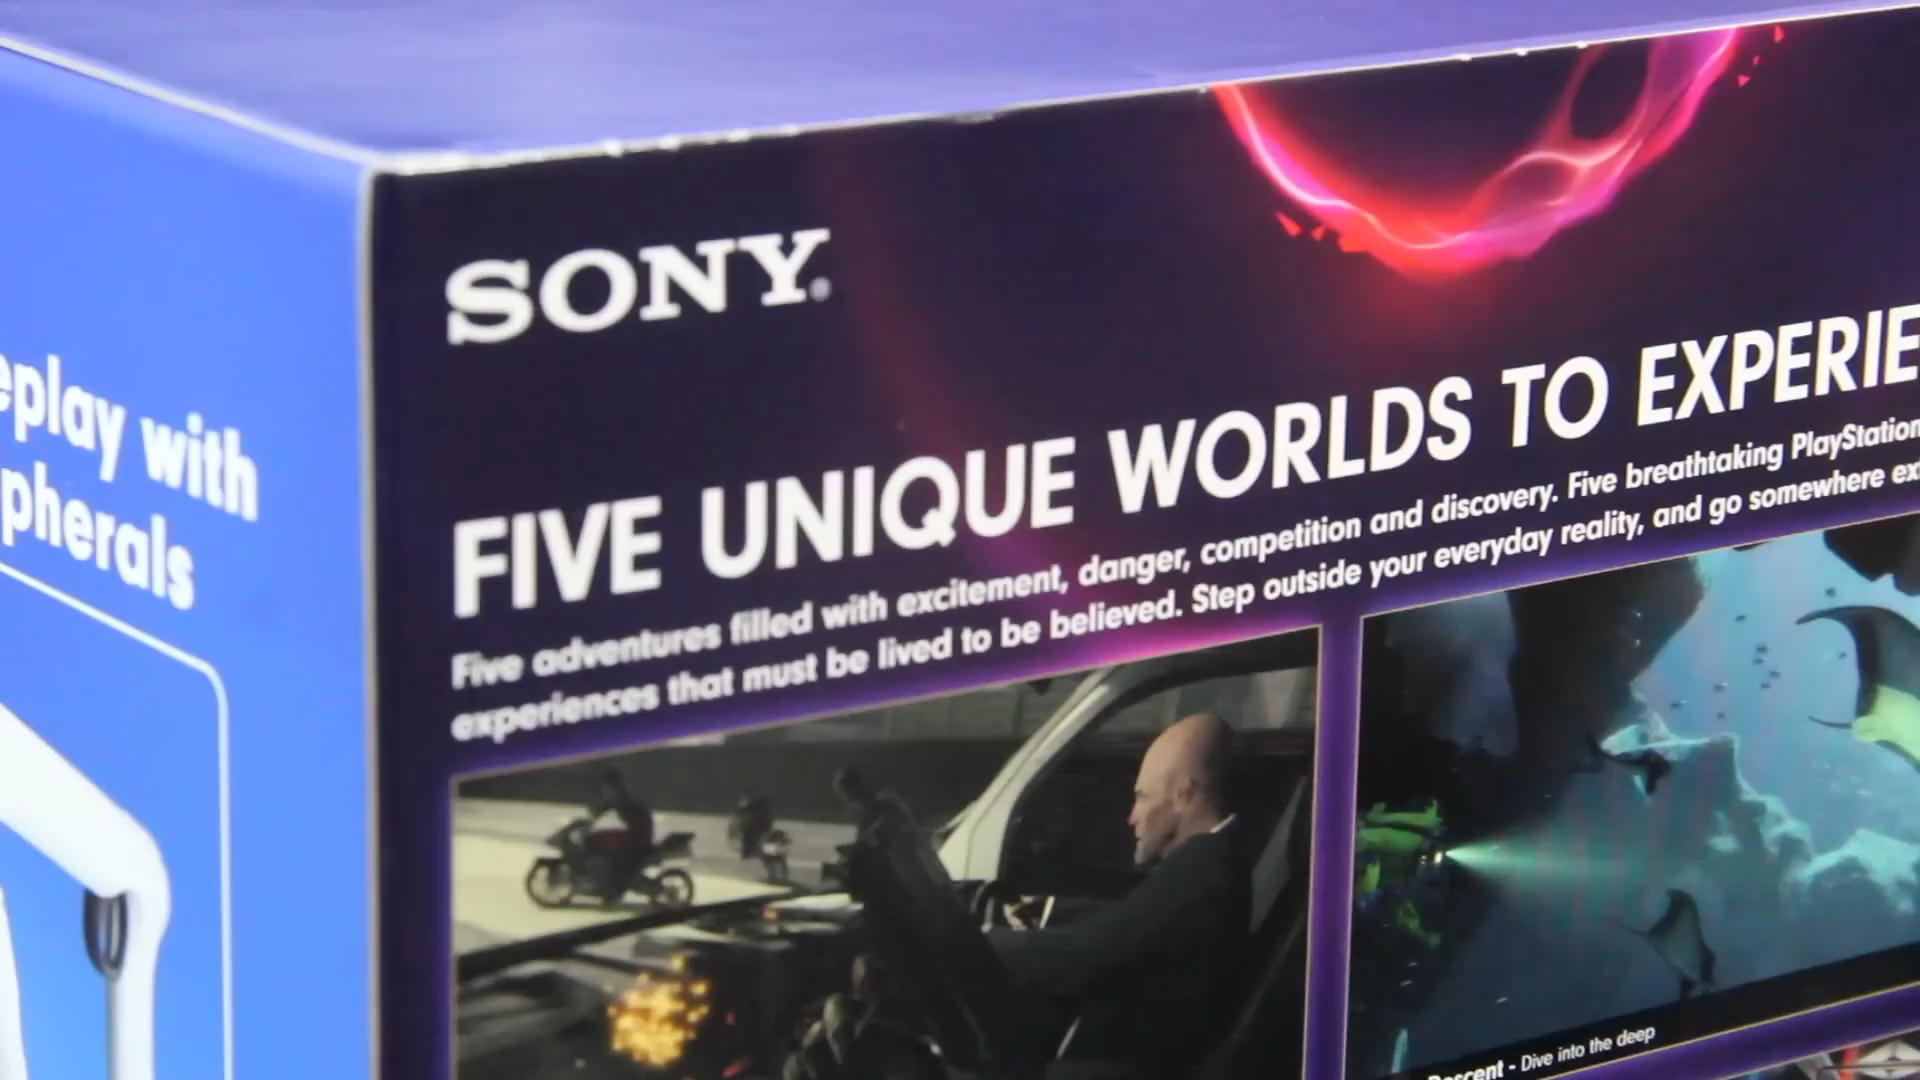 eplay with
pherals
SONY
FIVE UNIQUE WORLDS TO EXPERIE
Five adventures filled with excitement, danger, competition and discovery. Five breathtaking PlayStation
experiences that must be lived to be believed. Step outside your everyday reality, and go somewhere ex
Descent - Dive into the deep